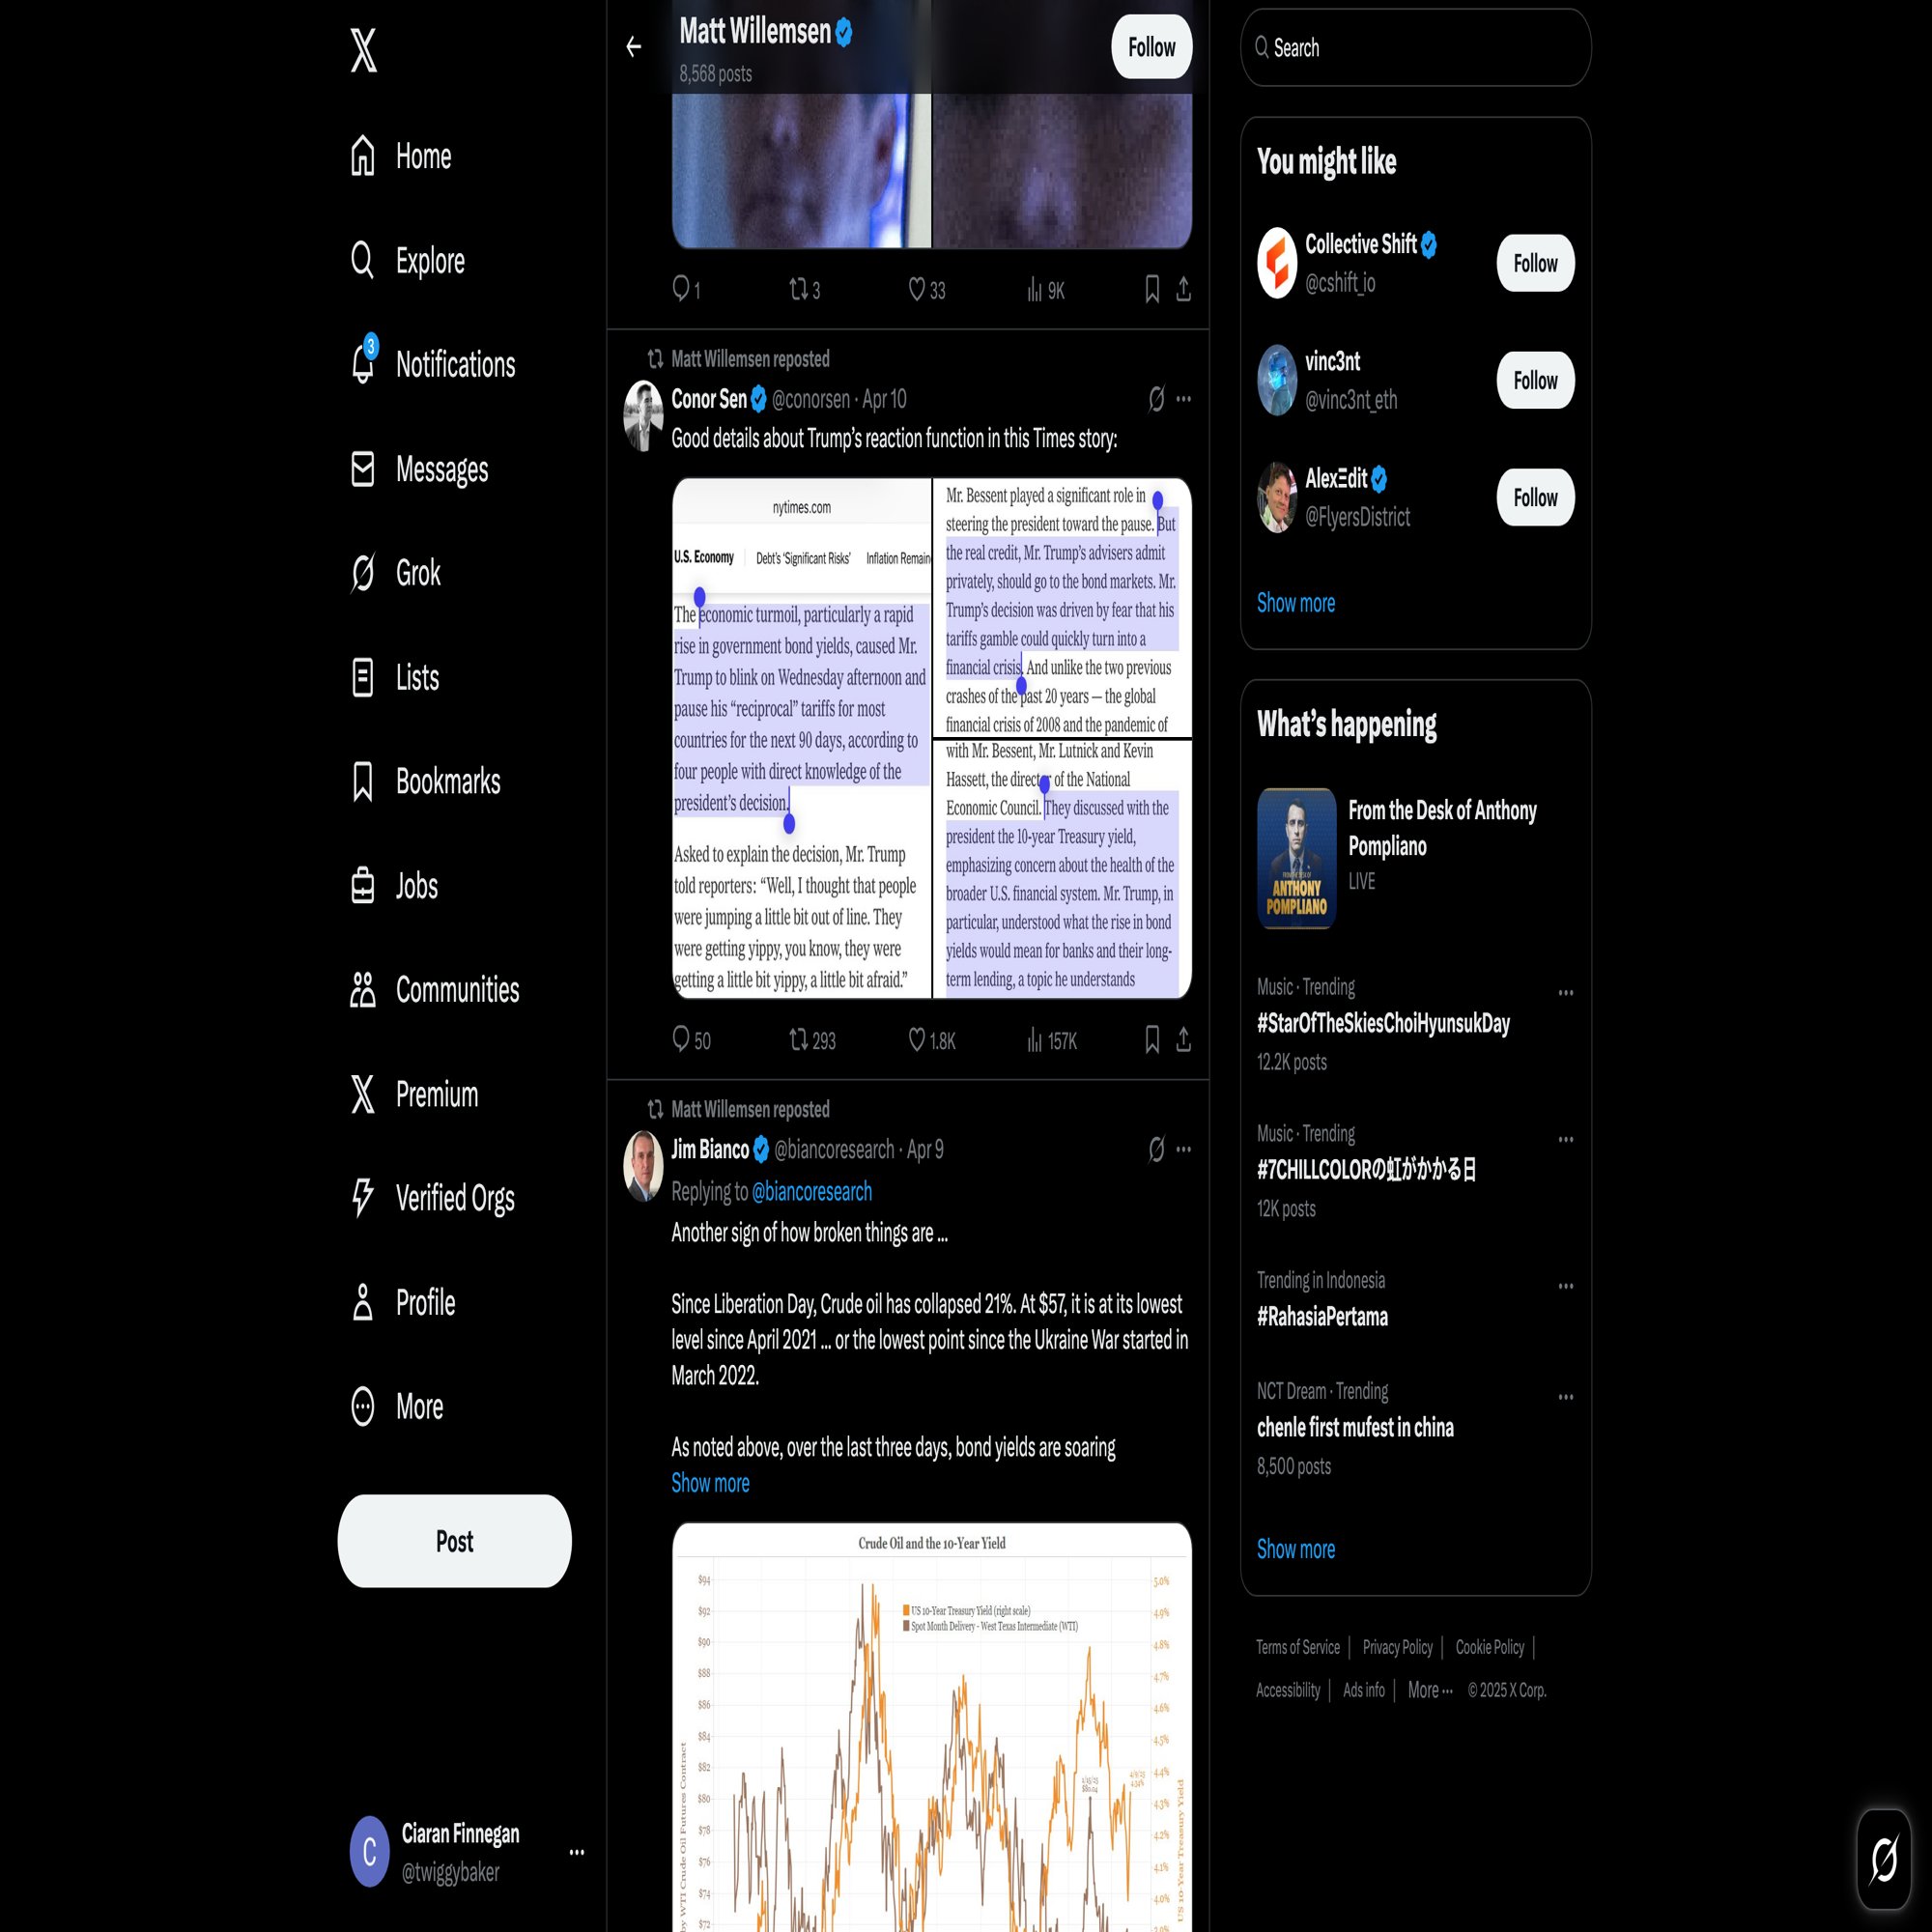 Home
Explore
3
Notifications
Messages
Grok
Lists
Bookmarks
Jobs
Communities
Premium
Verified Orgs
Profile
More
Post
C
Ciaran Finnegan
@twiggybaker
Matt Willemsen
8,568 posts
Follow
1
3
33
9K
Matt Willemsen reposted
Conor Sen @conorsen · Apr 10
Good details about Trump’s reaction function in this Times story:
nytimes.com
U.S. Economy Debt’s ‘Significant Risks’ Inflation Remain
The economic turmoil, particularly a rapid
rise in government bond yields, caused Mr.
Trump to blink on Wednesday afternoon and
pause his “reciprocal” tariffs for most
countries for the next 90 days, according to
four people with direct knowledge of the
president’s decision.
Asked to explain the decision, Mr. Trump
told reporters: “Well, I thought that people
were jumping a little bit out of line. They
were getting yippy, you know, they were
getting a little bit yippy, a little bit afraid.”
Mr. Bessent played a significant role in
steering the president toward the pause. But
the real credit, Mr. Trump’s advisers admit
privately, should go to the bond markets. Mr.
Trump’s decision was driven by fear that his
tariffs gamble could quickly turn into a
financial crisis. And unlike the two previous
crashes of the past 20 years — the global
financial crisis of 2008 and the pandemic of
with Mr. Bessent, Mr. Lutnick and Kevin
Hassett, the director of the National
Economic Council. They discussed with the
president the 10-year Treasury yield,
emphasizing concern about the health of the
broader U.S. financial system. Mr. Trump, in
particular, understood what the rise in bond
yields would mean for banks and their long-
term lending, a topic he understands
50
293
1.8K
157K
Matt Willemsen reposted
Jim Bianco @biancoresearch · Apr 9
Replying to @biancoresearch
Another sign of how broken things are ...
Since Liberation Day, Crude oil has collapsed 21%. At $57, it is at its lowest
level since April 2021 ... or the lowest point since the Ukraine War started in
March 2022.
As noted above, over the last three days, bond yields are soaring
Show more
Crude Oil and the 10-Year Yield
US 10-Year Treasury Yield (right scale)
Spot Month Delivery - West Texas Intermediate (WTI)
$94
$92
$90
$88
$86
$84
$82
$80
$78
$76
$74
$72
by WTI Crude Oil Futures Contract
5.0%
4.9%
4.8%
4.7%
4.6%
4.5%
4.4%
4.3%
4.2%
4.1%
4.0%
3.9%
US 10-Year Treasury Yield
Search
You might like
Collective Shift
@cshift_io
Follow
vinc3nt
@vinc3nt_eth
Follow
AlexΞdit
@FlyersDistrict
Follow
Show more
What’s happening
FROM THE DESK OF
ANTHONY
POMPLIANO
From the Desk of Anthony
Pompliano
LIVE
Music · Trending
#StarOfTheSkiesChoiHyunsukDay
12.2K posts
Music · Trending
#7CHILLCOLORの虹がかかる日
12K posts
Trending in Indonesia
#RahasiaPertama
NCT Dream · Trending
chenle first mufest in china
8,500 posts
Show more
Terms of Service | Privacy Policy | Cookie Policy |
Accessibility | Ads info | More ··· © 2025 X Corp.